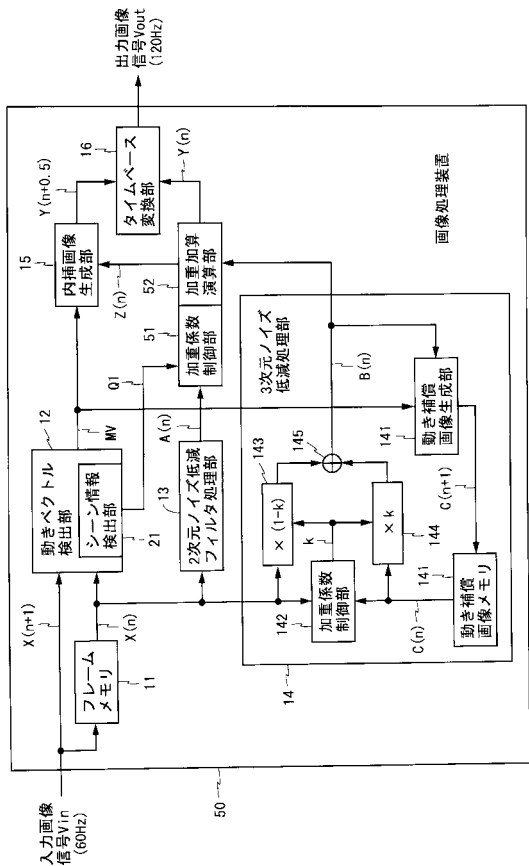 入力画像
信号Vin
(60Hz)
50
X(n+1)
フレーム
メモリ
11
X(n)
動きベクトル
検出部
12
シーン情報
検出部
21
MV
Q1
内挿画像
生成部
15
Y(n+0.5)
タイムベース
変換部
16
出力画像
信号Vout
(120Hz)
2次元ノイズ低減
フィルタ処理部
13
A(n)
加重係数
制御部
51
加重加算
演算部
52
Z(n)
Y(n)
14
3次元ノイズ
低減処理部
加重係数
制御部
142
k
× (1-k)
143
× k
144
145
B(n)
動き補償
画像生成部
141
C(n+1)
動き補償
画像メモリ
141
C(n)
画像処理装置